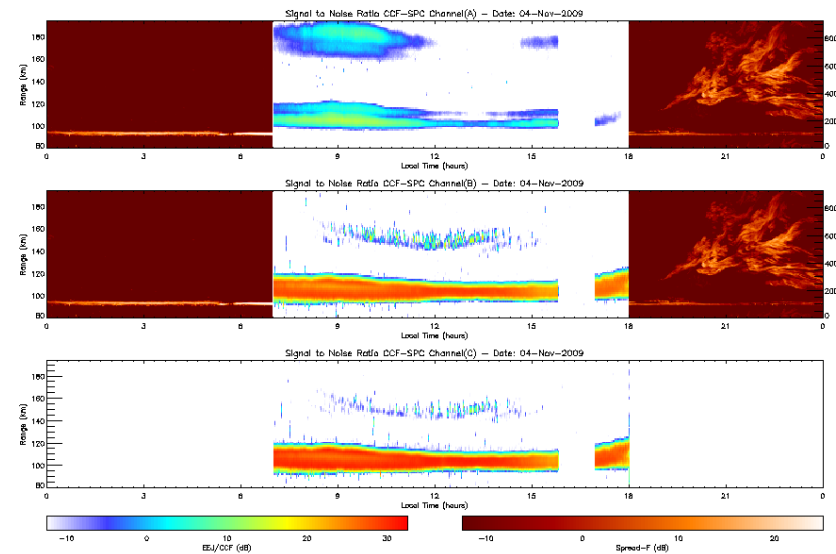 Signal to Noise Ratio CCF-SPC Channel(A) - Date: 04-Nov-2009
180
160
140
120
100
80
Range (km)
800
600
400
200
0
0 3 6 9 12 15 18 21 0
Local Time (hours)
Signal to Noise Ratio CCF-SPC Channel(B) - Date: 04-Nov-2009
180
160
140
120
100
80
Range (km)
800
600
400
200
0
0 3 6 9 12 15 18 21 0
Local Time (hours)
Signal to Noise Ratio CCF-SPC Channel(C) - Date: 04-Nov-2009
180
160
140
120
100
80
Range (km)
0 3 6 9 12 15 18 21 0
Local Time (hours)
-10 0 10 20 30
EEJ/CCF (dB)
-10 0 10 20
Spread-F (dB)